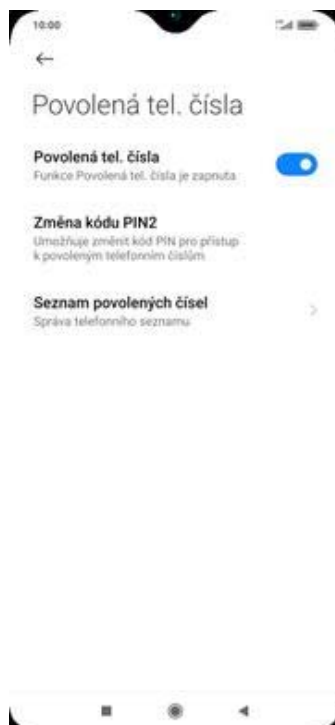 10:00
Povolená tel. čísla
Povolená tel. čísla
Funkce Povolená tel. čísla je zapnuta
Změna kódu PIN2
Umožňuje změnit kód PIN pro přístup
k povoleným telefonním číslům
Seznam povolených čísel
Správa telefonního seznamu